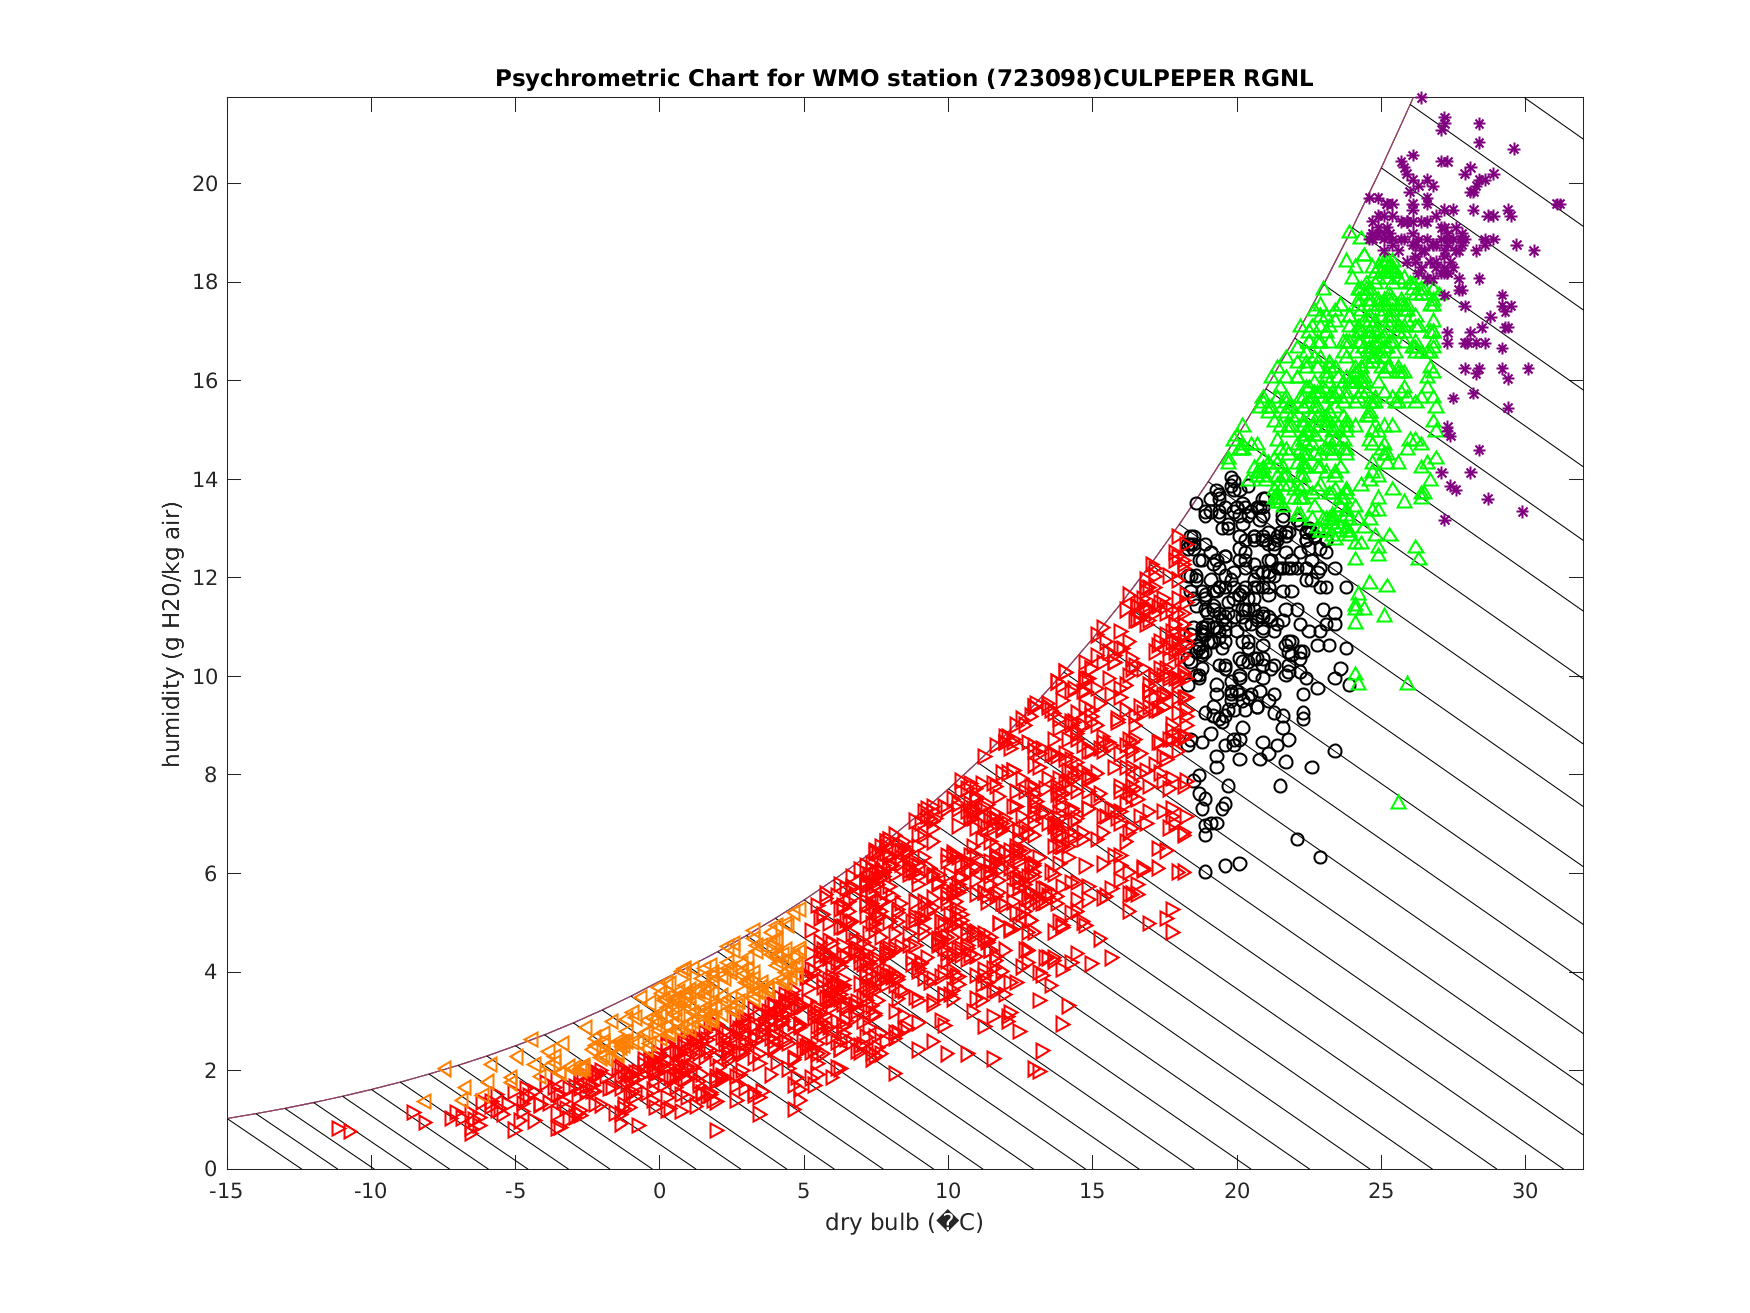 Psychrometric Chart for WMO station (723098)CULPEPER RGNL
humidity (g H20/kg air)
20
18
16
14
12
10
8
6
4
2
0
-15 -10 -5 0 5 10 15 20 25 30
dry bulb (�C)